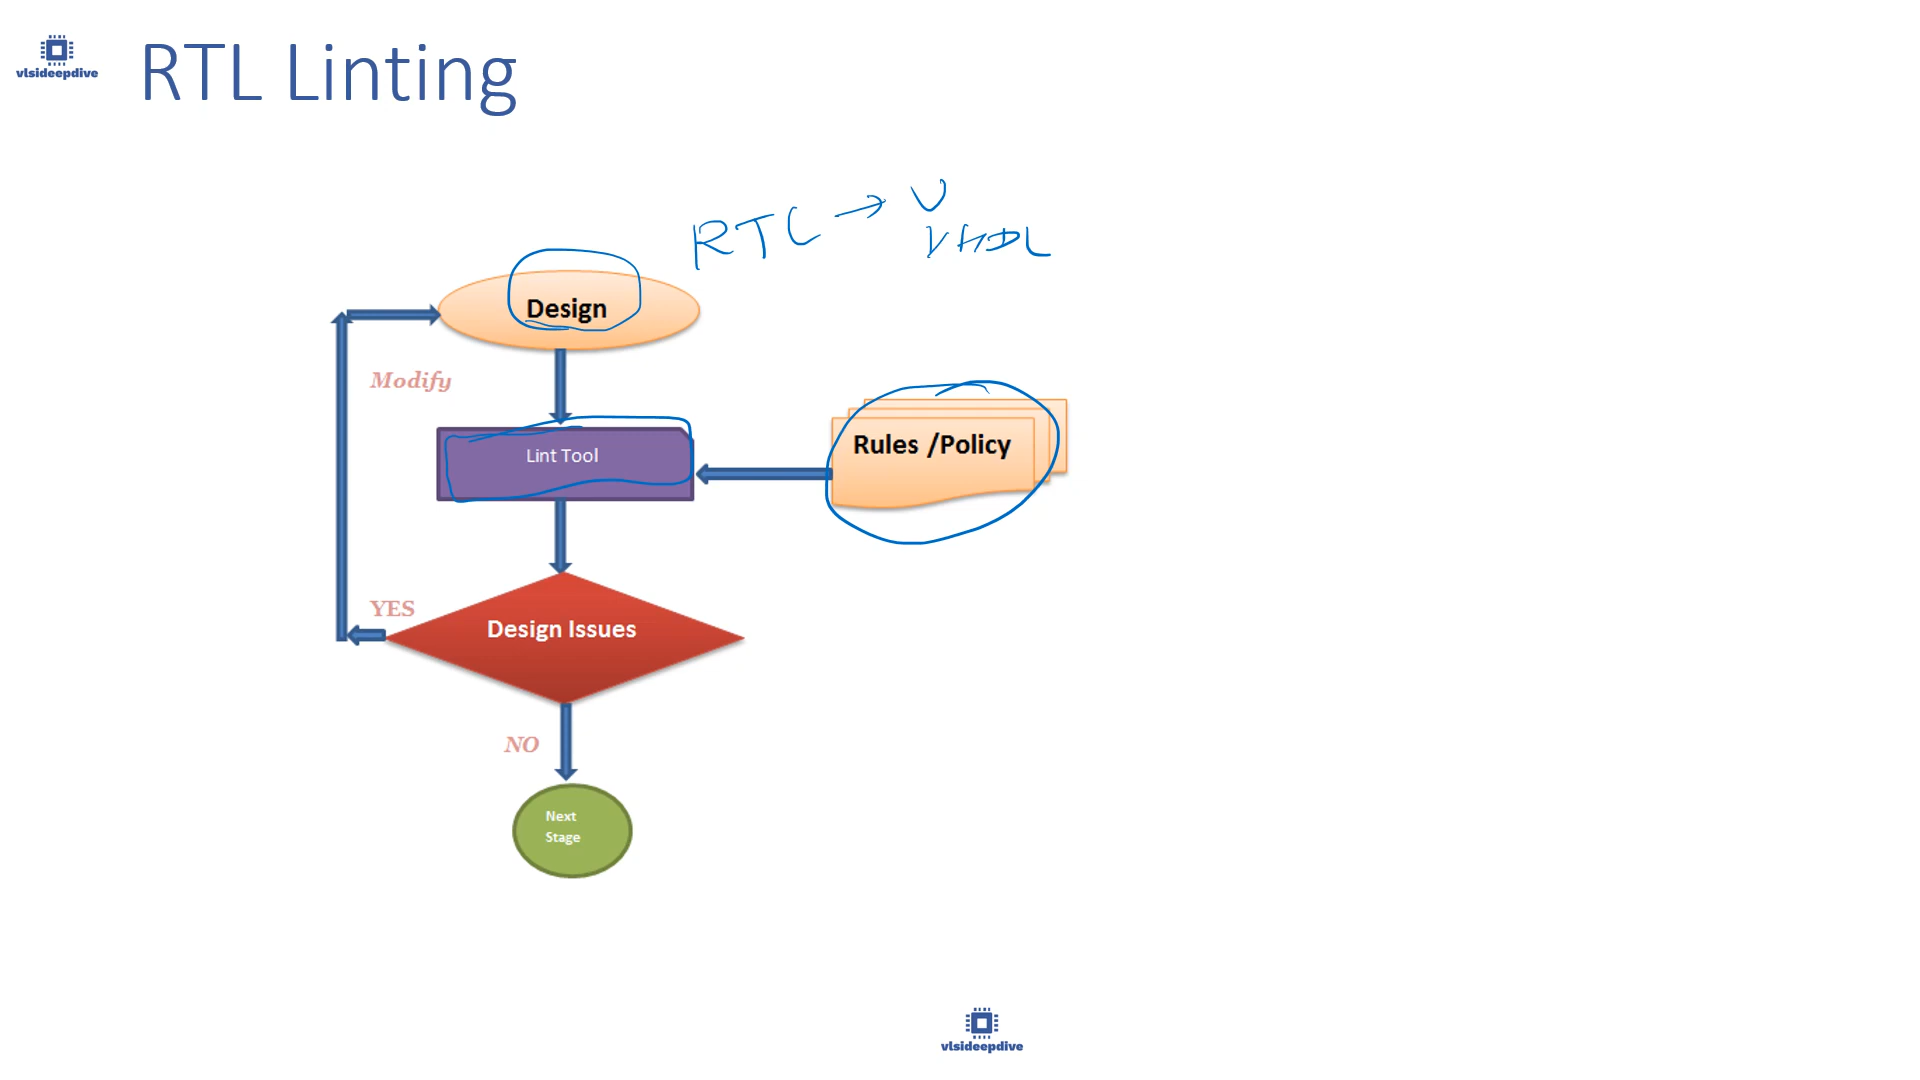 vlsideepdive
RTL Linting
RTL → V
VHDL
Design
Modify
Lint Tool
Rules /Policy
YES
Design Issues
NO
Next
Stage
vlsideepdive